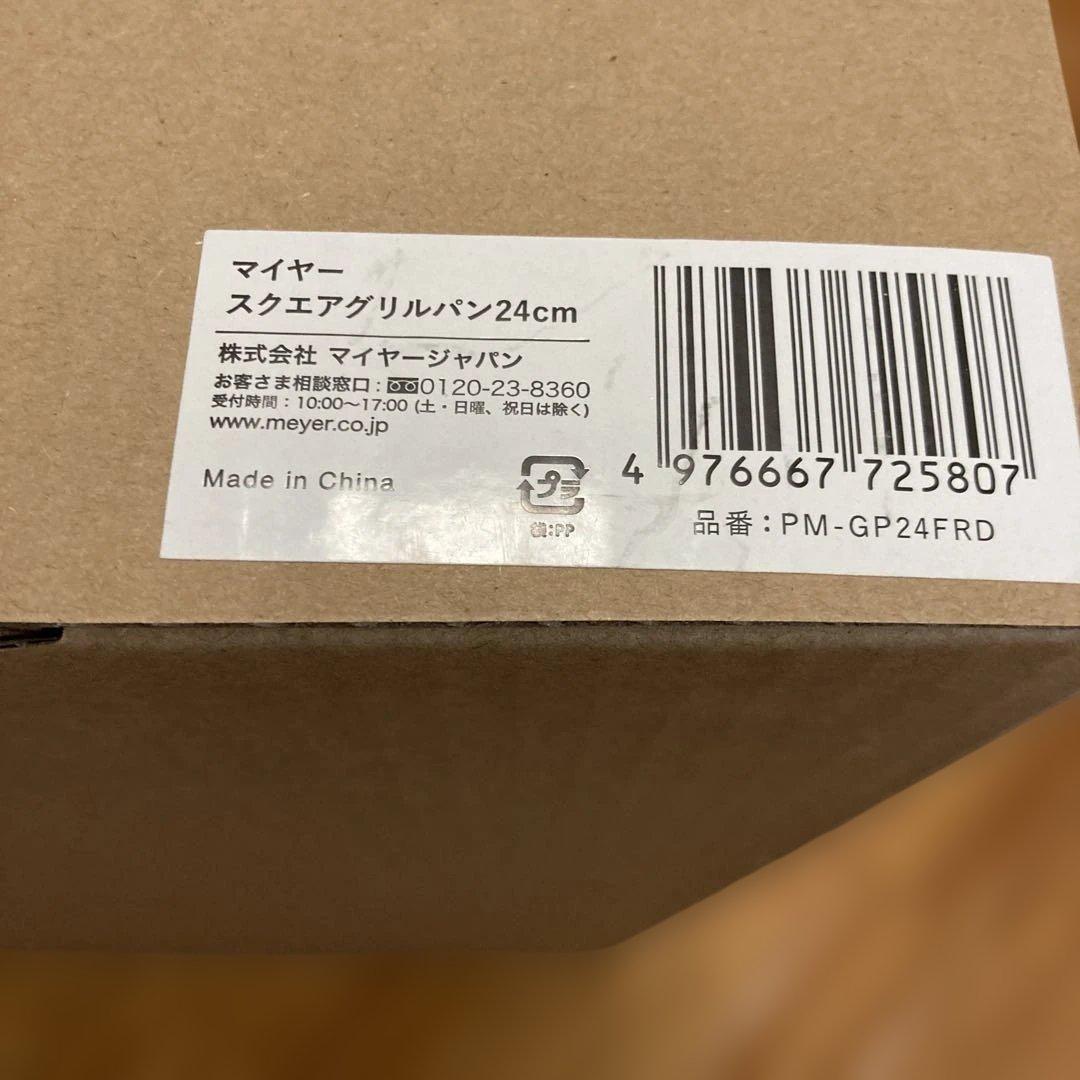 マイヤー
スクエアグリルパン24cm
株式会社 マイヤージャパン
お客さま相談窓口:0120-23-8360
受付時間:10:00〜17:00 (土・日曜、祝日は除く)
www.meyer.co.jp
Made in China
プラ
袋:PP
4 976667 725807
品番:PM-GP24FRD